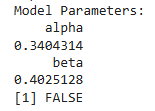 Model Parameters:
alpha
0.3404314
beta
0.4025128
[1] FALSE